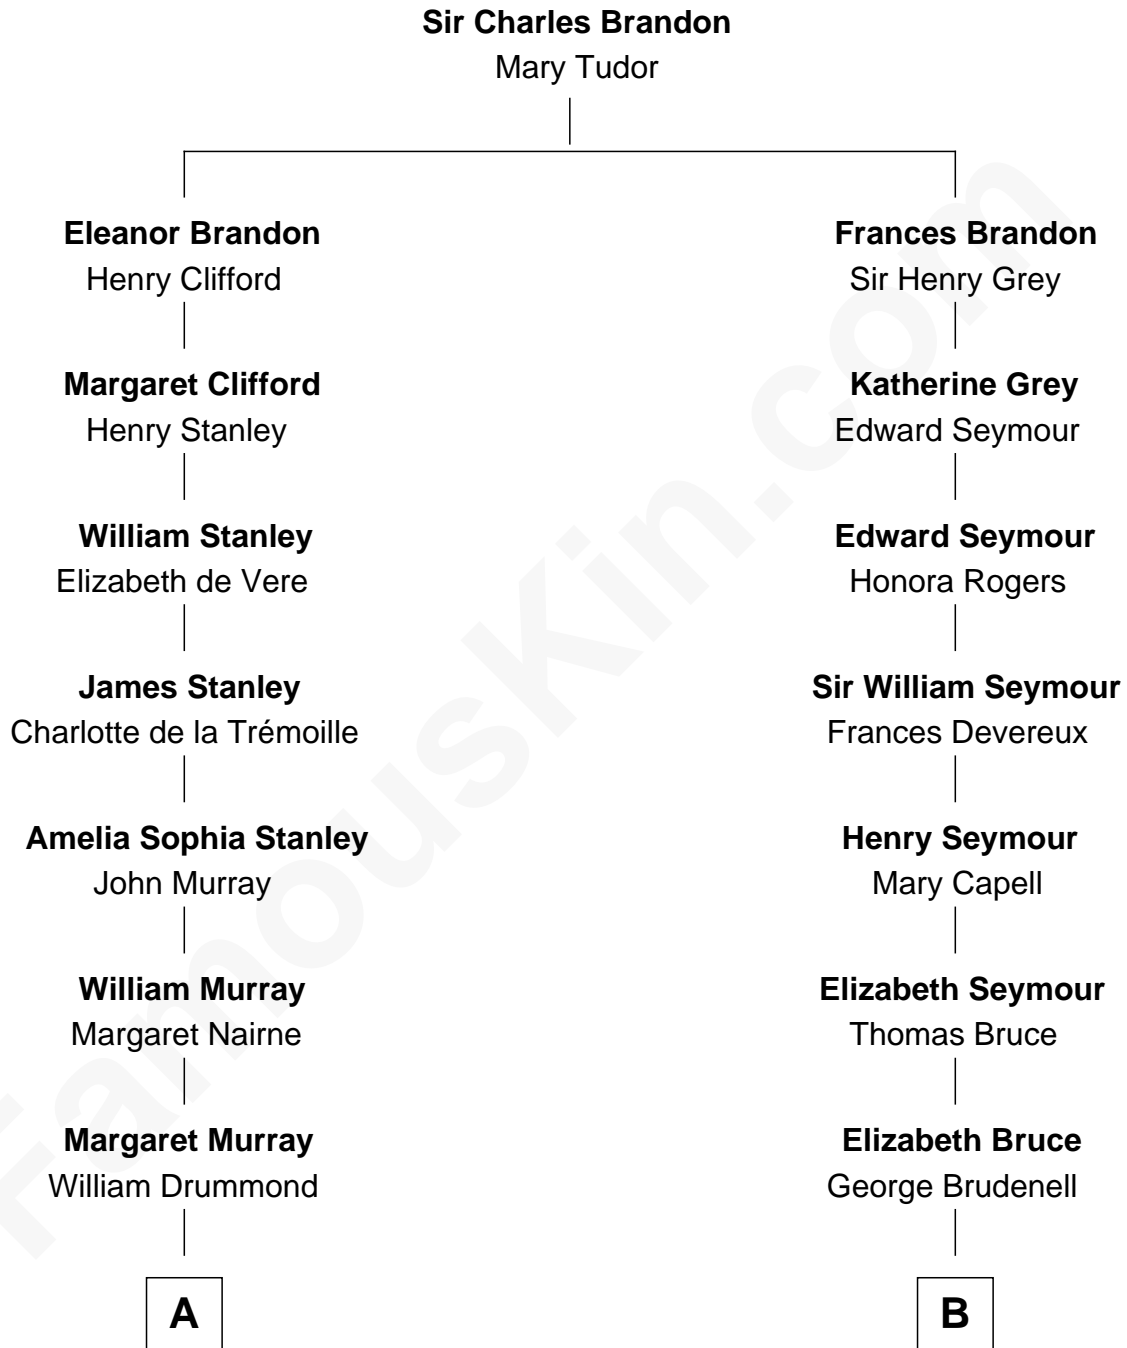 Sir Charles Brandon
Mary Tudor
Eleanor Brandon
Henry Clifford
Frances Brandon
Sir Henry Grey
Margaret Clifford
Henry Stanley
Katherine Grey
Edward Seymour
William Stanley
Elizabeth de Vere
Edward Seymour
Honora Rogers
James Stanley
Charlotte de la Trémoille
Sir William Seymour
Frances Devereux
Amelia Sophia Stanley
John Murray
Henry Seymour
Mary Capell
William Murray
Margaret Nairne
Elizabeth Seymour
Thomas Bruce
Margaret Murray
William Drummond
Elizabeth Bruce
George Brudenell
A
B
FamousKin.com